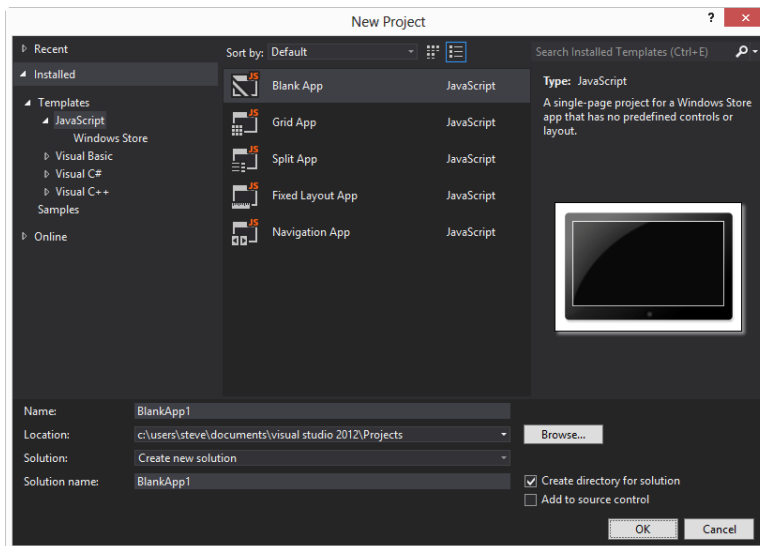 New Project
?
Recent
Installed
Templates
JavaScript
Windows Store
Visual Basic
Visual C#
Visual C++
Samples
Online
Sort by: Default
JS Blank App JavaScript
JS Grid App JavaScript
JS Split App JavaScript
JS Fixed Layout App JavaScript
JS Navigation App JavaScript
Search Installed Templates (Ctrl+E)
Type: JavaScript
A single-page project for a Windows Store
app that has no predefined controls or
layout.
Name: BlankApp1
Location: c:\users\steve\documents\visual studio 2012\Projects Browse...
Solution: Create new solution
Solution name: BlankApp1
Create directory for solution
Add to source control
OK Cancel